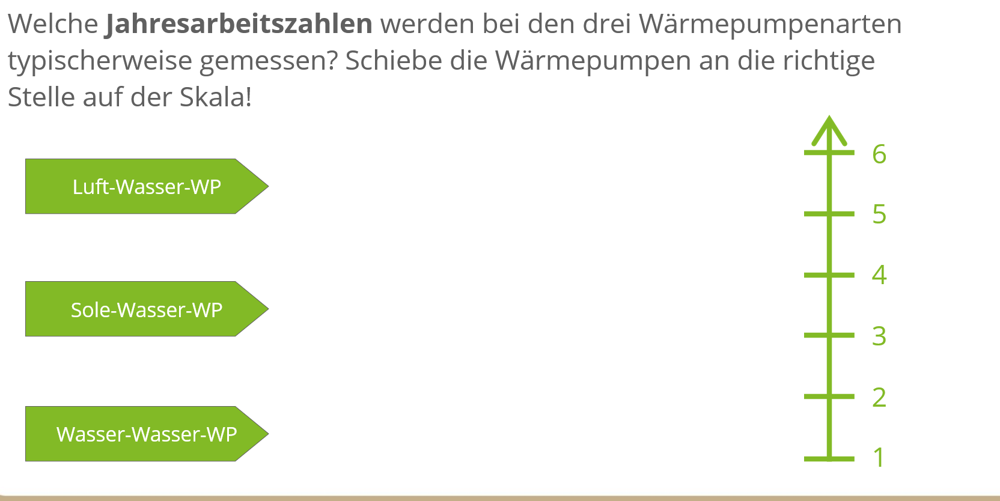 Welche Jahresarbeitszahlen werden bei den drei Wärmepumpenarten
typischerweise gemessen? Schiebe die Wärmepumpen an die richtige
Stelle auf der Skala!
6
Luft-Wasser-WP
5
4
Sole-Wasser-WP
3
2
Wasser-Wasser-WP
1